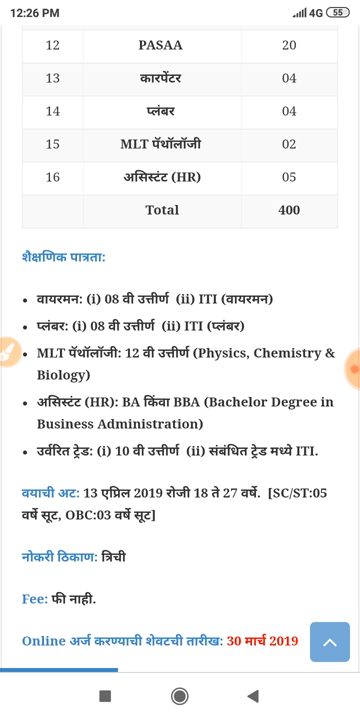 12:26 PM 4G 55
12 PASAA 20
13 कारपेंटर 04
14 प्लंबर 04
15 MLT पॅथॉलॉजी 02
16 असिस्टंट (HR) 05
Total 400
शैक्षणिक पात्रता:
वायरमन: (i) 08 वी उत्तीर्ण (ii) ITI (वायरमन)
प्लंबर: (i) 08 वी उत्तीर्ण (ii) ITI (प्लंबर)
MLT पॅथॉलॉजी: 12 वी उत्तीर्ण (Physics, Chemistry &
Biology)
असिस्टंट (HR): BA किंवा BBA (Bachelor Degree in
Business Administration)
उर्वरित ट्रेड: (i) 10 वी उत्तीर्ण (ii) संबंधित ट्रेड मध्ये ITI.
वयाची अट: 13 एप्रिल 2019 रोजी 18 ते 27 वर्षे. [SC/ST:05
वर्षे सूट, OBC:03 वर्षे सूट]
नोकरी ठिकाण: त्रिची
Fee: फी नाही.
Online अर्ज करण्याची शेवटची तारीख: 30 मार्च 2019